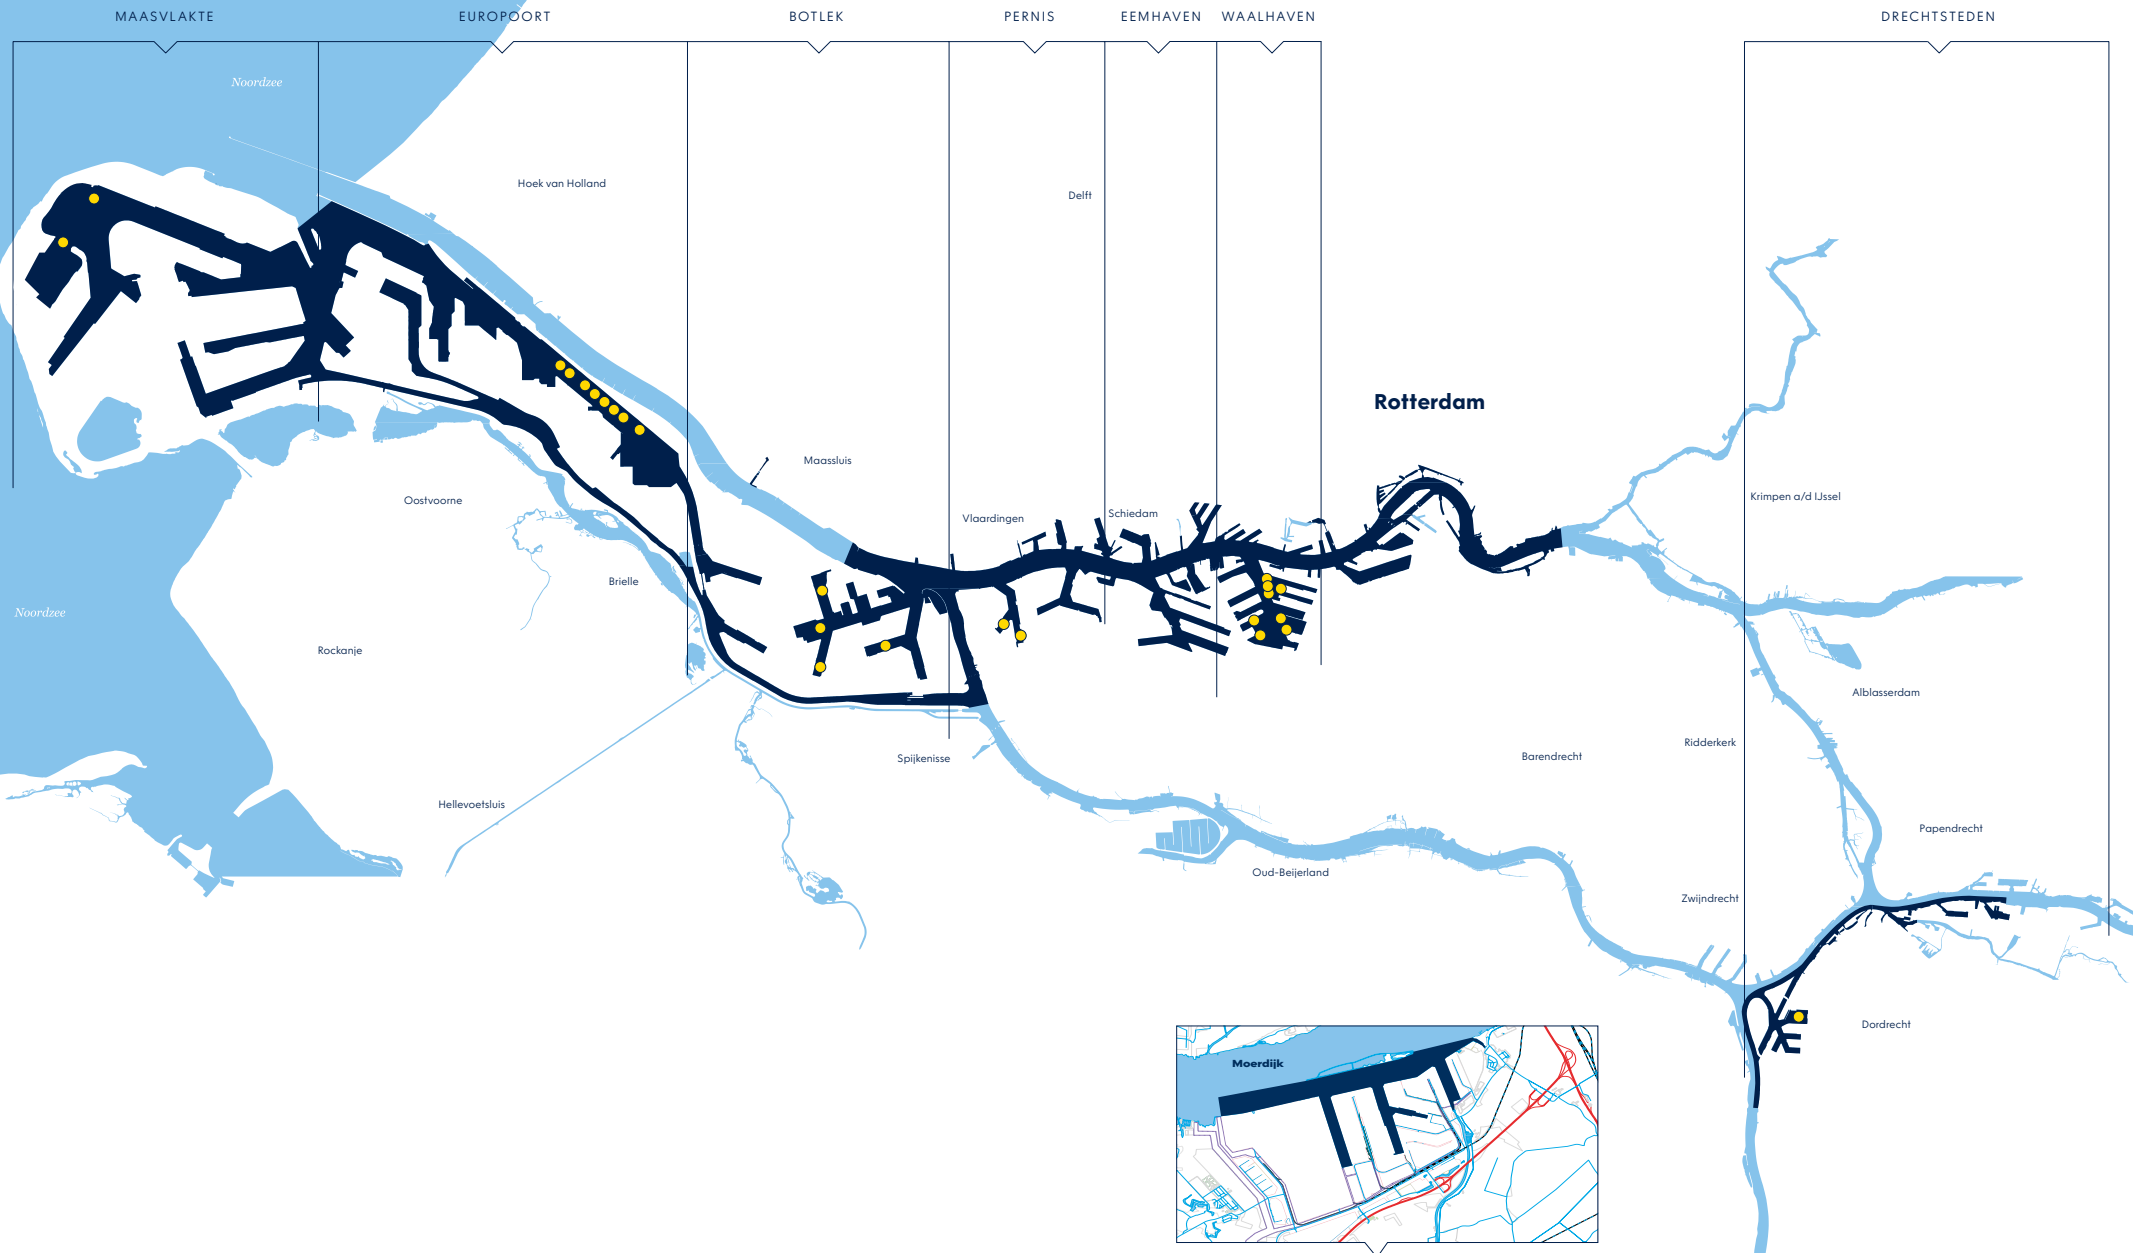 MAASVLAKTE
EUROPOORT
BOTLEK
PERNIS
EEMHAVEN
WAALHAVEN
DRECHTSTEDEN
Noordzee
Hoek van Holland
Delft
Rotterdam
Maassluis
Krimpen a/d IJssel
Oostvoorne
Schiedam
Vlaardingen
Brielle
Noordzee
Rockanje
Alblasserdam
Ridderkerk
Barendrecht
Spijkenisse
Hellevoetsluis
Papendrecht
Oud-Beijerland
Zwijndrecht
Dordrecht
Moerdijk